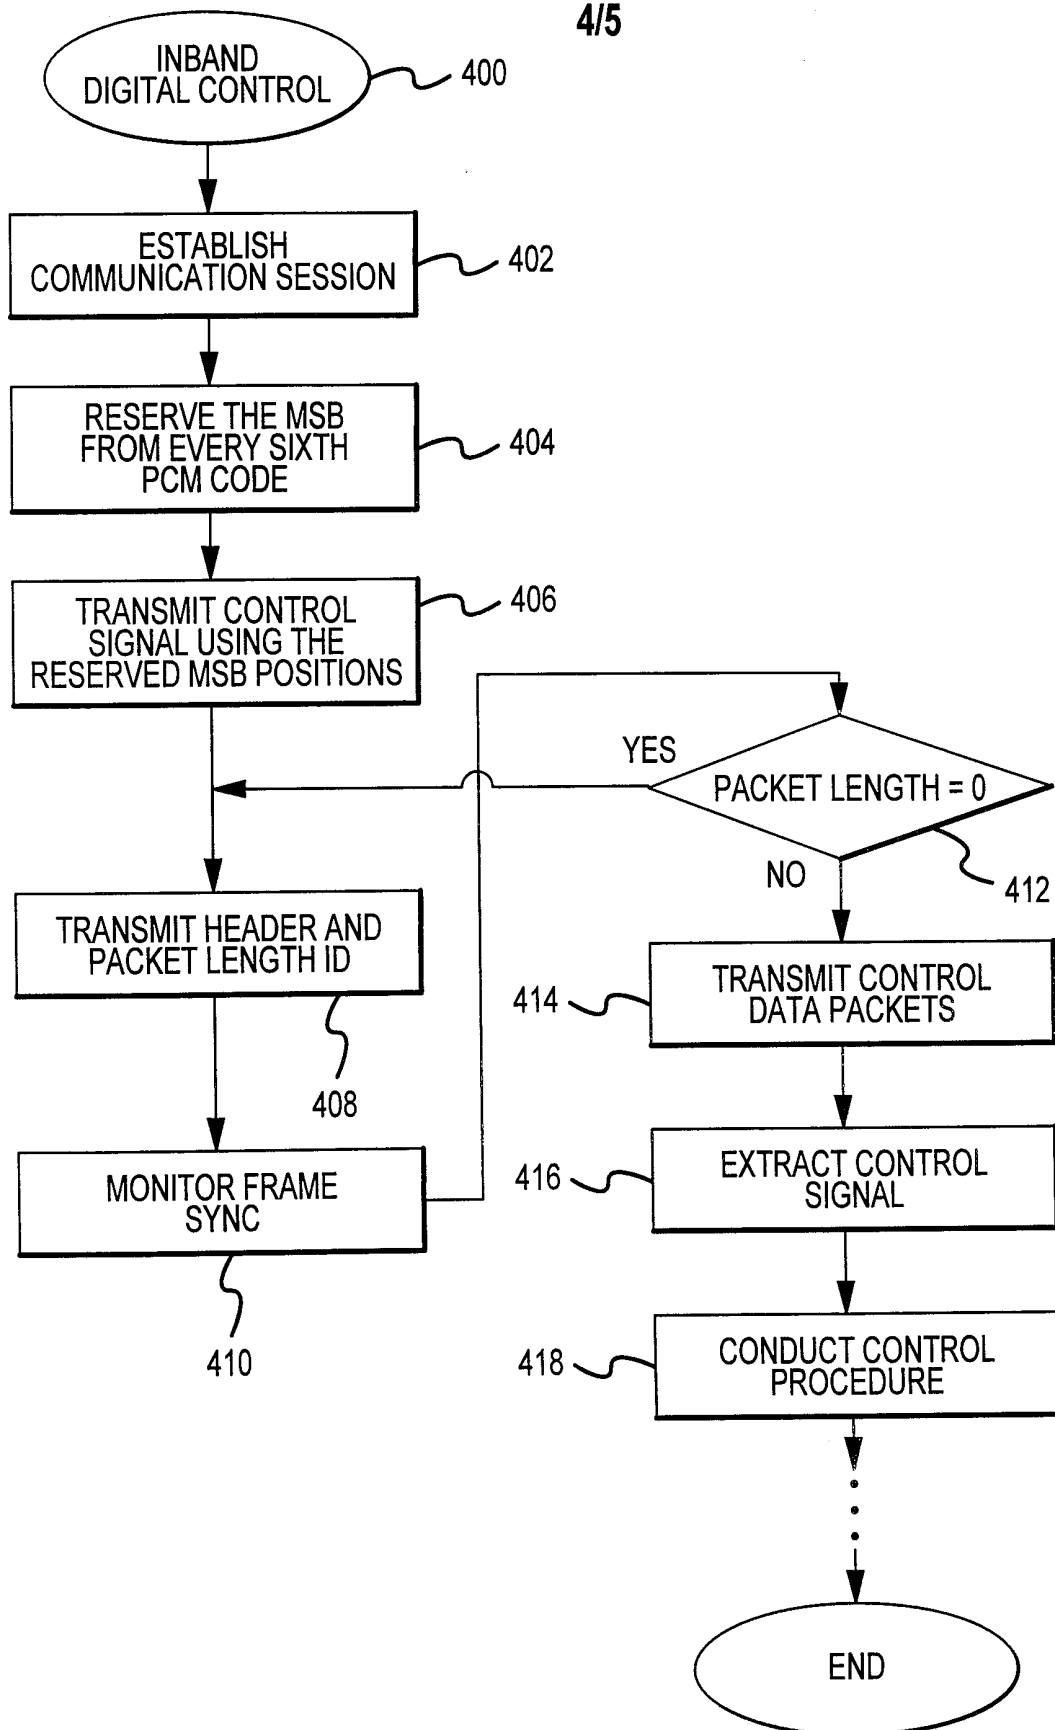 4/5
INBAND
DIGITAL CONTROL
400
ESTABLISH
COMMUNICATION SESSION
402
RESERVE THE MSB
FROM EVERY SIXTH
PCM CODE
404
TRANSMIT CONTROL
SIGNAL USING THE
RESERVED MSB POSITIONS
406
TRANSMIT HEADER AND
PACKET LENGTH ID
408
MONITOR FRAME
SYNC
410
YES
PACKET LENGTH = 0
NO
412
TRANSMIT CONTROL
DATA PACKETS
414
EXTRACT CONTROL
SIGNAL
416
CONDUCT CONTROL
PROCEDURE
418
END